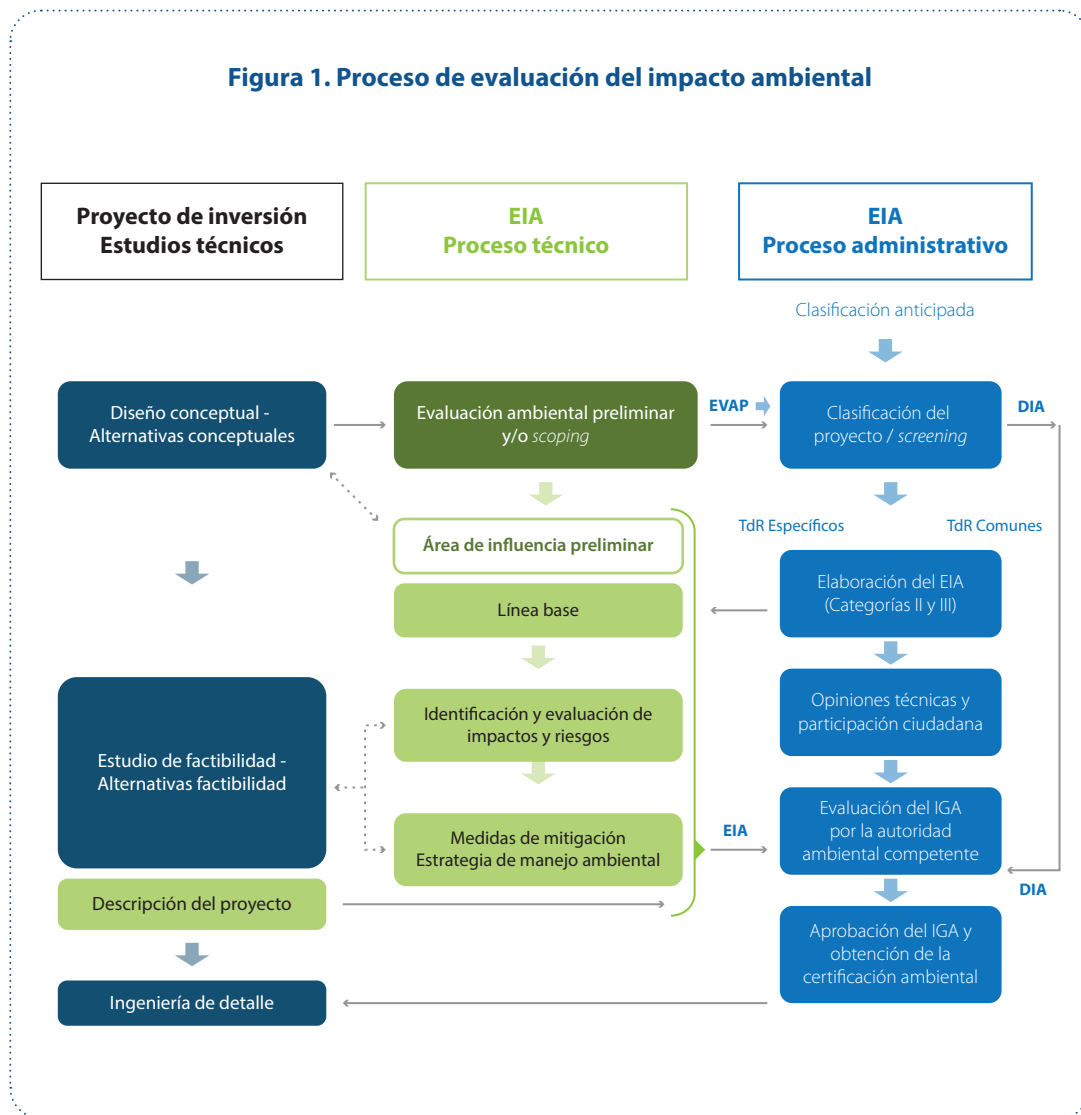 Figura 1. Proceso de evaluación del impacto ambiental
Proyecto de inversión
Estudios técnicos
EIA
Proceso técnico
EIA
Proceso administrativo
Clasificación anticipada
Diseño conceptual -
Alternativas conceptuales
Evaluación ambiental preliminar
y/o scoping
EVAP
Clasificación del
proyecto / screening
DIA
TdR Específicos
TdR Comunes
Área de influencia preliminar
Línea base
Elaboración del EIA
(Categorías II y III)
Identificación y evaluación de
impactos y riesgos
Opiniones técnicas y
participación ciudadana
Estudio de factibilidad -
Alternativas factibilidad
Medidas de mitigación
Estrategia de manejo ambiental
EIA
Evaluación del IGA
por la autoridad
ambiental competente
DIA
Descripción del proyecto
Aprobación del IGA y
obtención de la
certificación ambiental
Ingeniería de detalle